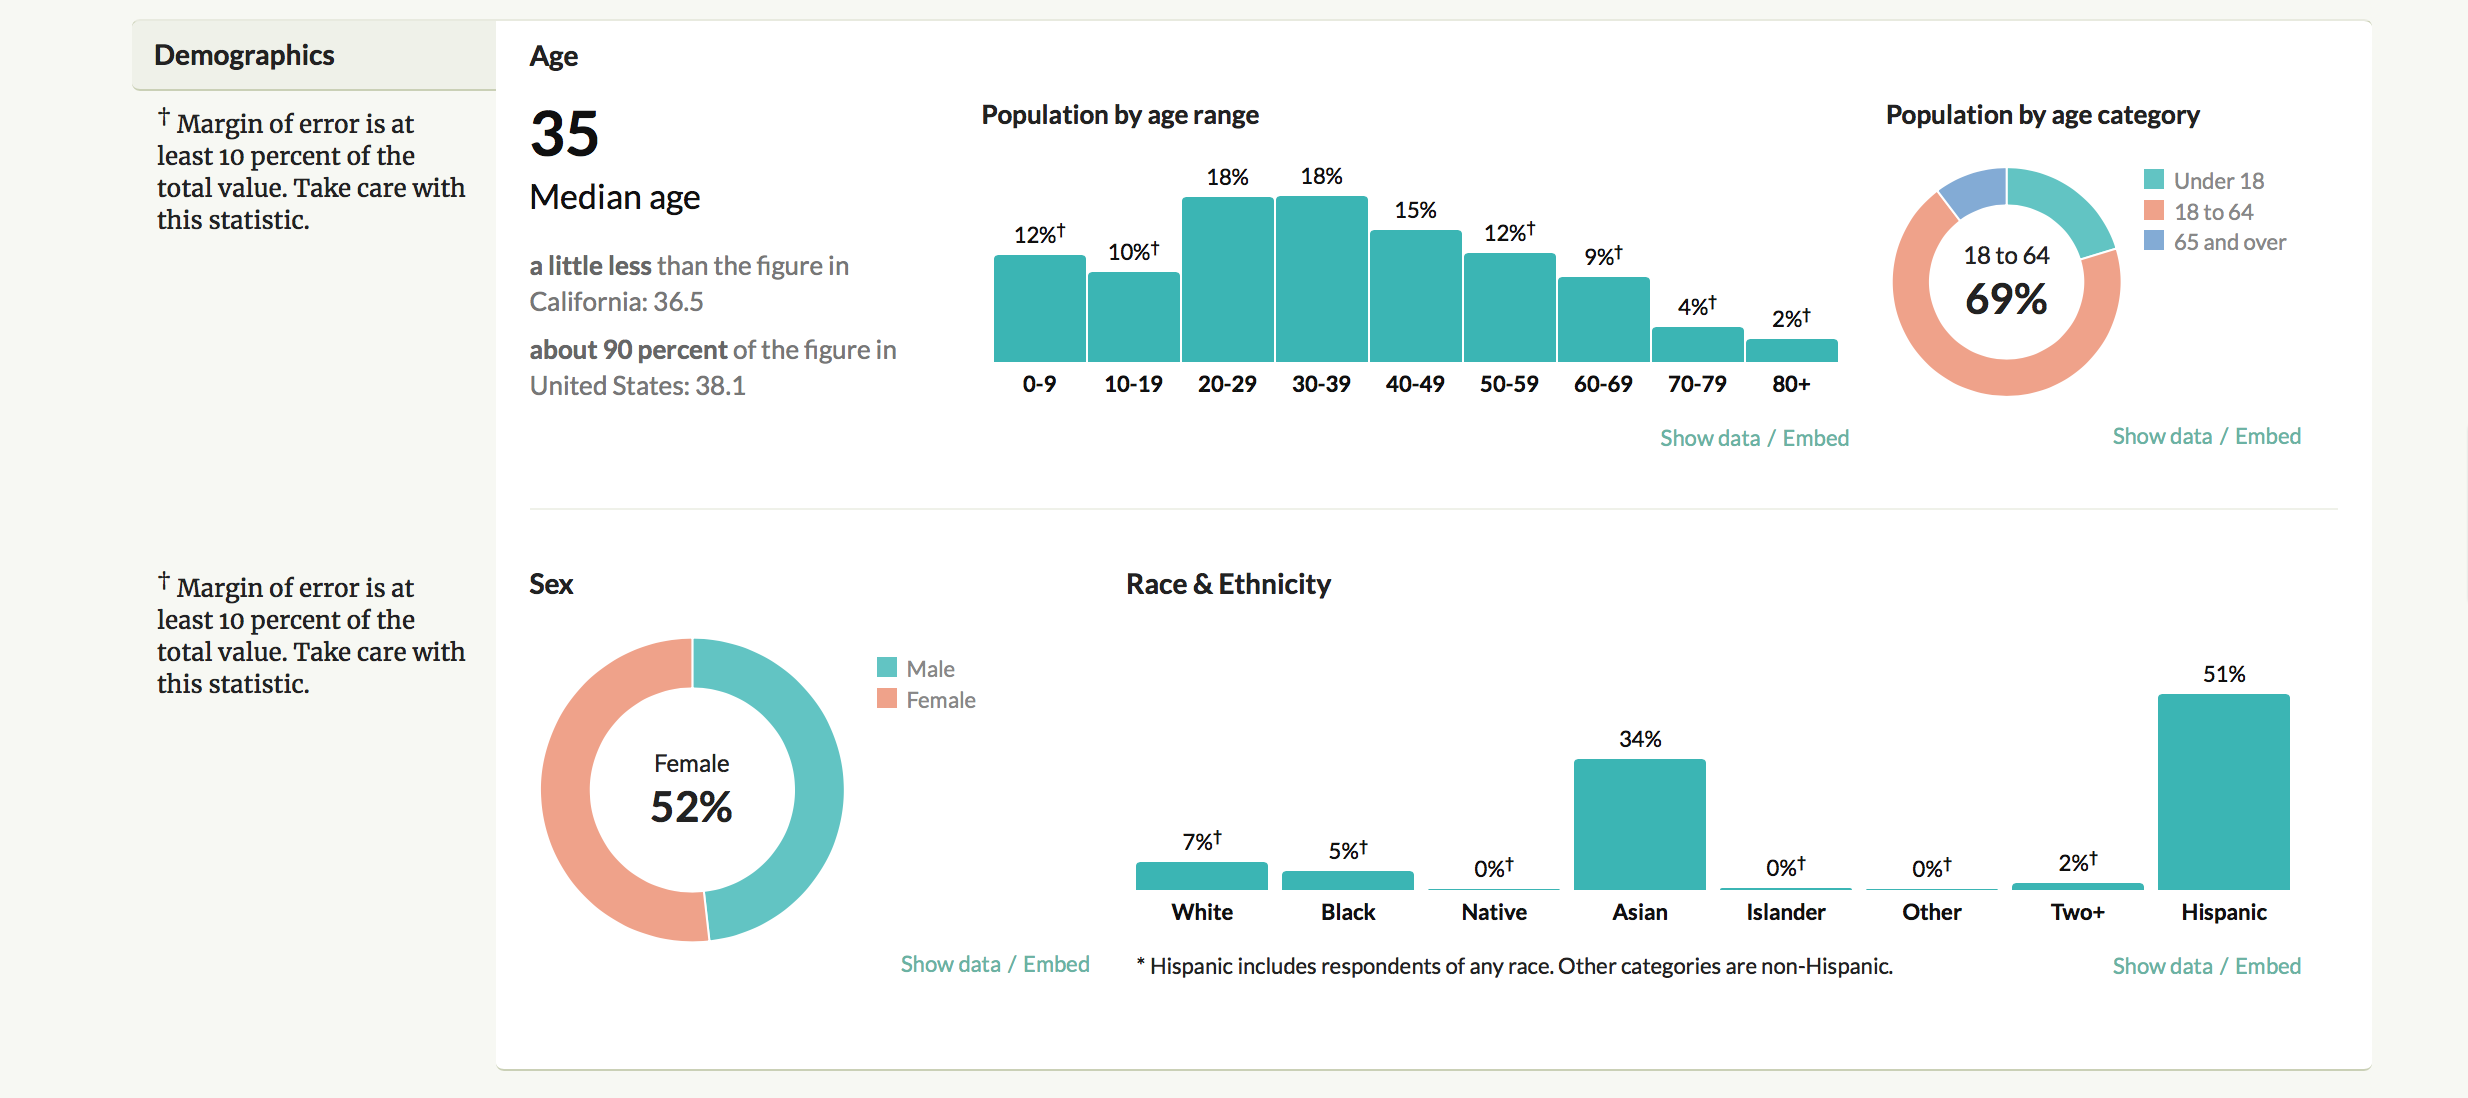 Demographics
† Margin of error is at
least 10 percent of the
total value. Take care with
this statistic.
Age
35
Median age
a little less than the figure in
California: 36.5
about 90 percent of the figure in
United States: 38.1
Population by age range
12%† 10%† 18% 18% 15% 12%† 9%† 4%† 2%†
0-9 10-19 20-29 30-39 40-49 50-59 60-69 70-79 80+
Show data / Embed
Population by age category
Under 18
18 to 64
65 and over
18 to 64
69%
Show data / Embed
† Margin of error is at
least 10 percent of the
total value. Take care with
this statistic.
Sex
Male
Female
Female
52%
Show data / Embed
Race & Ethnicity
7%† 5%† 0%† 34% 0%† 0%† 2%† 51%
White Black Native Asian Islander Other Two+ Hispanic
* Hispanic includes respondents of any race. Other categories are non-Hispanic.
Show data / Embed